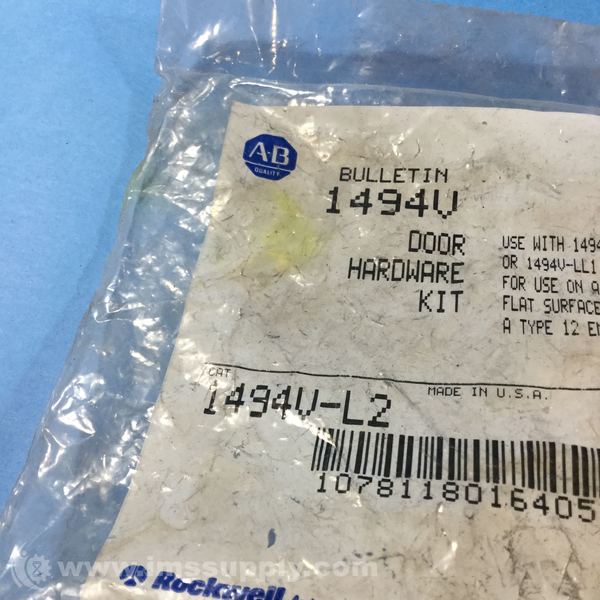 A-B
QUALITY
BULLETIN
1494V
DOOR
HARDWARE
KIT
USE WITH 1494
OR 1494V-LL1
FOR USE ON A
FLAT SURFACE
A TYPE 12 EN
CAT
1494V-L2
MADE IN U.S.A.
1078118016405
Rockwell
www.imssupply.com